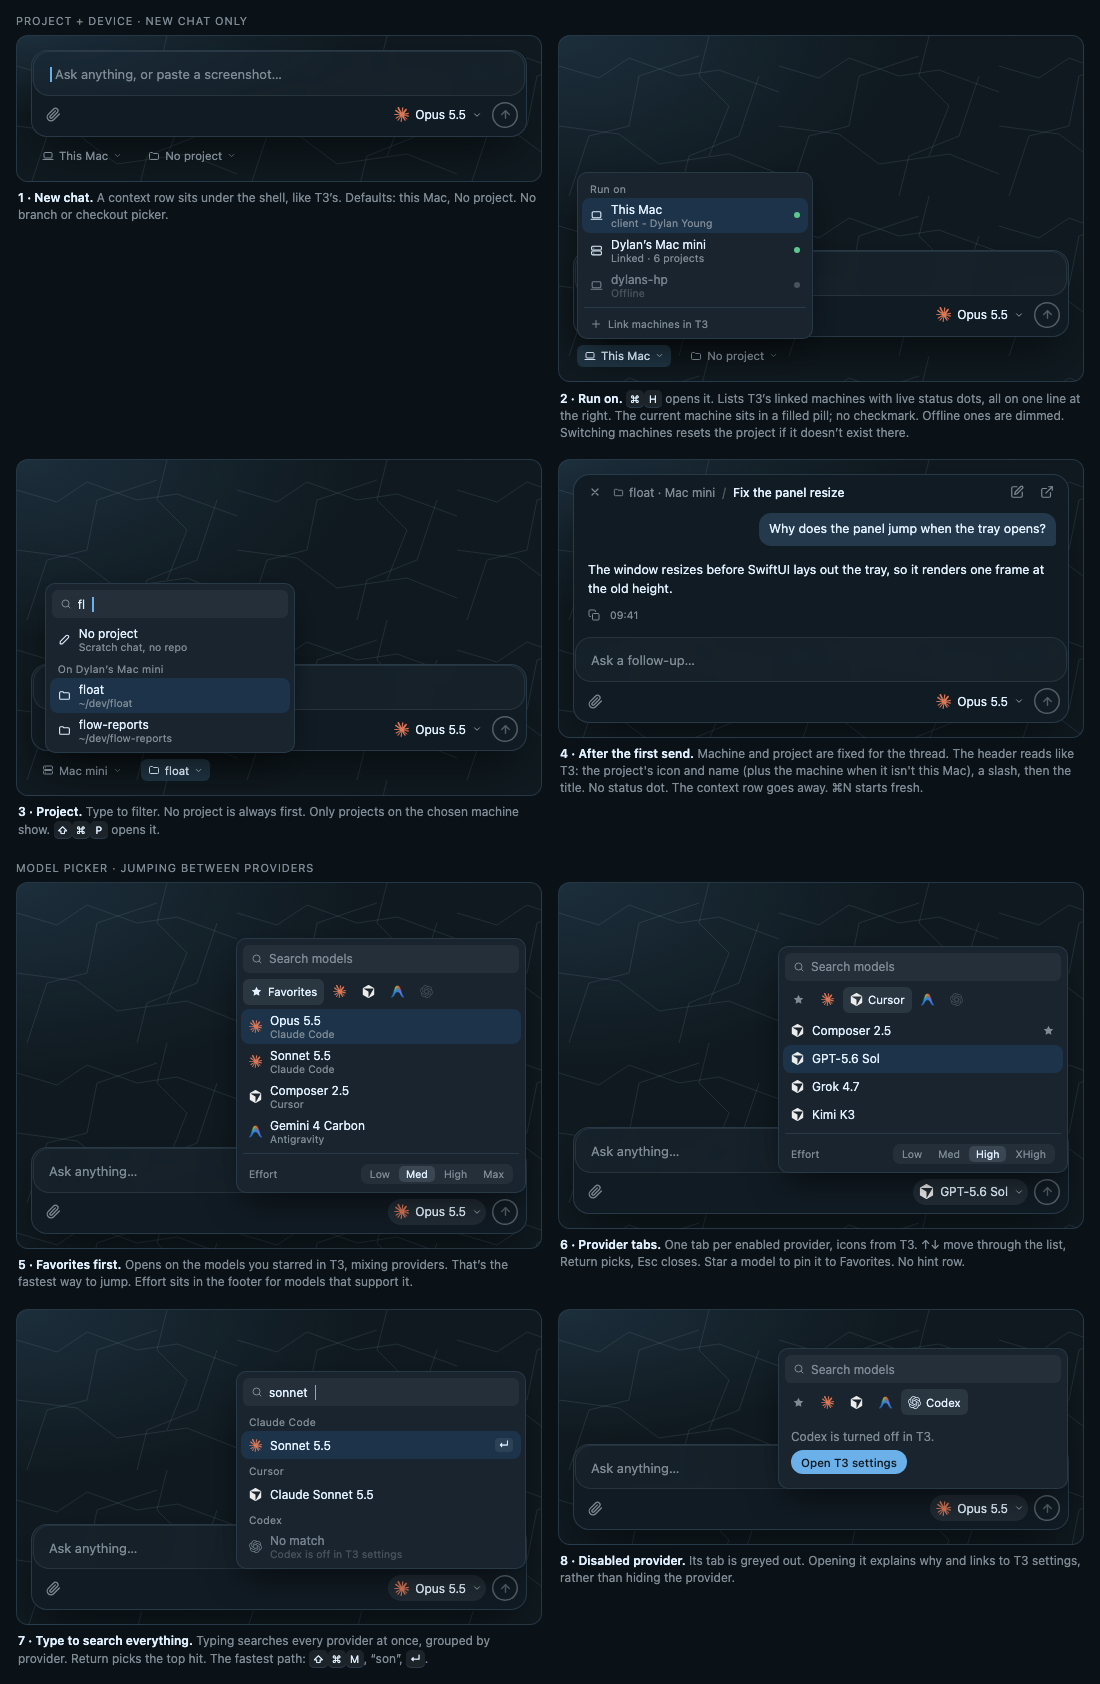 PROJECT + DEVICE · NEW CHAT ONLY
Ask anything, or paste a screenshot...
Opus 5.5
This Mac
No project
1 · New chat. A context row sits under the shell, like T3's. Defaults: this Mac, No project. No
branch or checkout picker.
Run on
This Mac
client - Dylan Young
Dylan's Mac mini
Linked · 6 projects
dylans-hp
Offline
+ Link machines in T3
Opus 5.5
This Mac
No project
2 · Run on. ⌘ H opens it. Lists T3's linked machines with live status dots, all on one line at
the right. The current machine sits in a filled pill; no checkmark. Offline ones are dimmed.
Switching machines resets the project if it doesn't exist there.
fl
No project
Scratch chat, no repo
On Dylan's Mac mini
float
~/dev/float
flow-reports
~/dev/flow-reports
Opus 5.5
Mac mini
float
3 · Project. Type to filter. No project is always first. Only projects on the chosen machine
show. ⇧ ⌘ P opens it.
float · Mac mini / Fix the panel resize
Why does the panel jump when the tray opens?
The window resizes before SwiftUI lays out the tray, so it renders one frame at
the old height.
09:41
Ask a follow-up...
Opus 5.5
4 · After the first send. Machine and project are fixed for the thread. The header reads like
T3: the project's icon and name (plus the machine when it isn't this Mac), a slash, then the
title. No status dot. The context row goes away. ⌘N starts fresh.
MODEL PICKER · JUMPING BETWEEN PROVIDERS
Search models
Favorites
Opus 5.5
Claude Code
Sonnet 5.5
Claude Code
Composer 2.5
Cursor
Gemini 4 Carbon
Antigravity
Effort Low Med High Max
Ask anything...
Opus 5.5
5 · Favorites first. Opens on the models you starred in T3, mixing providers. That's the
fastest way to jump. Effort sits in the footer for models that support it.
Search models
Cursor
Composer 2.5
GPT-5.6 Sol
Grok 4.7
Kimi K3
Effort Low Med High XHigh
Ask anything...
GPT-5.6 Sol
6 · Provider tabs. One tab per enabled provider, icons from T3. ↑↓ move through the list,
Return picks, Esc closes. Star a model to pin it to Favorites. No hint row.
sonnet
Claude Code
Sonnet 5.5 ↵
Cursor
Claude Sonnet 5.5
Codex
No match
Codex is off in T3 settings
Ask anything...
Opus 5.5
7 · Type to search everything. Typing searches every provider at once, grouped by
provider. Return picks the top hit. The fastest path: ⇧ ⌘ M, “son”, ↵.
Search models
Codex
Codex is turned off in T3.
Open T3 settings
Ask anything...
Opus 5.5
8 · Disabled provider. Its tab is greyed out. Opening it explains why and links to T3 settings,
rather than hiding the provider.